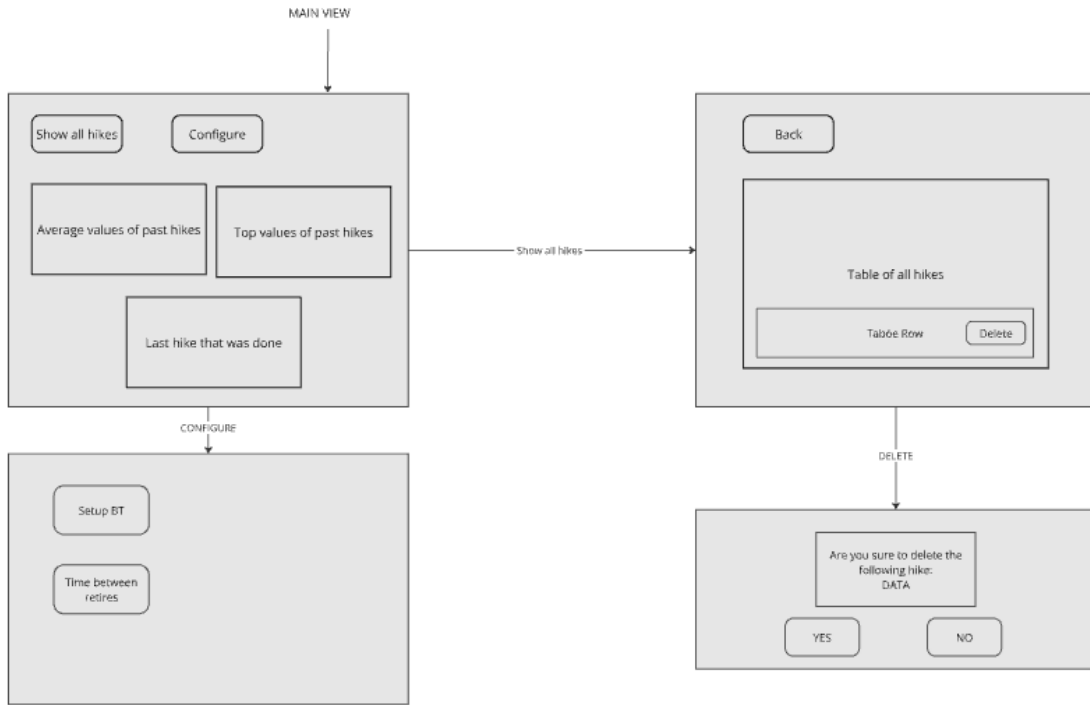 MAIN VIEW
Show all hikes
Configure
Average values of past hikes
Top values of past hikes
Last hike that was done
Show all hikes
Back
Table of all hikes
Tab6e Row
Delete
CONFIGURE
Setup BT
Time between
retires
DELETE
Are you sure to delete the
following hike:
DATA
YES
NO